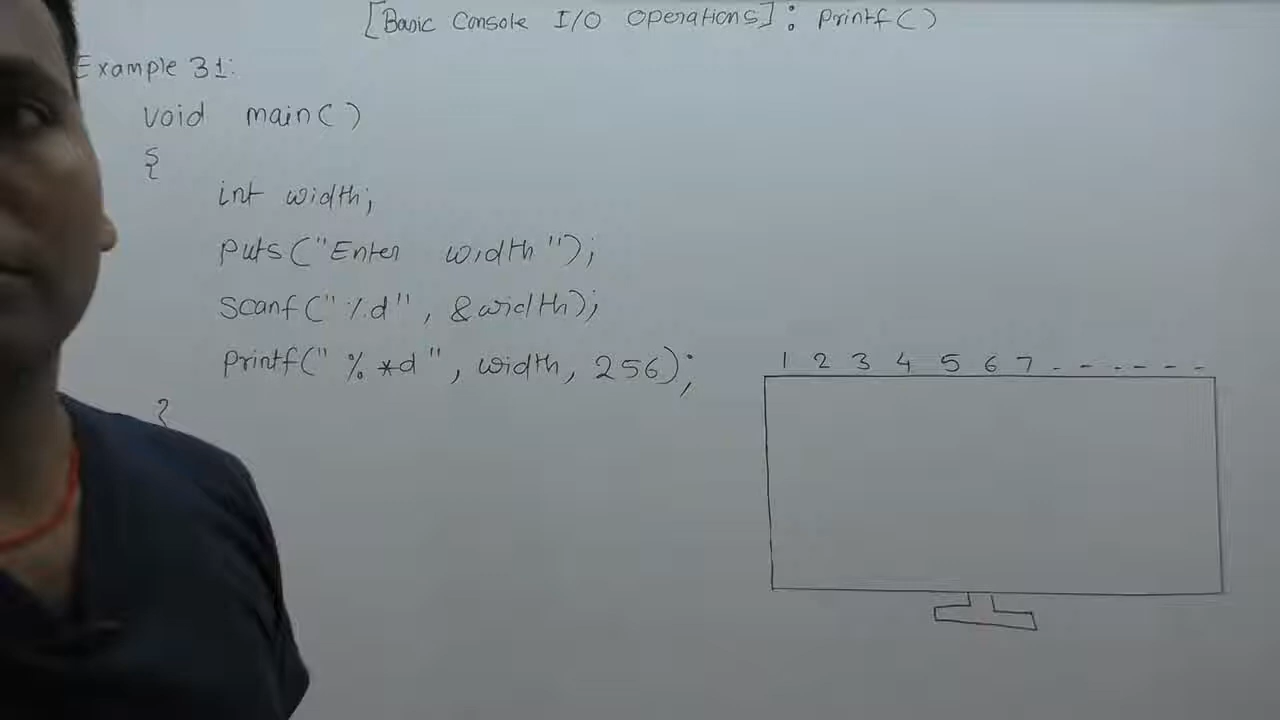 [Basic Console I/O Operations]: Printf()
Example 31:
void main()
{
int width;
puts("Enter width");
scanf("%d", &width);
printf("%*d", width, 256);
}
1 2 3 4 5 6 7 - - - - - -